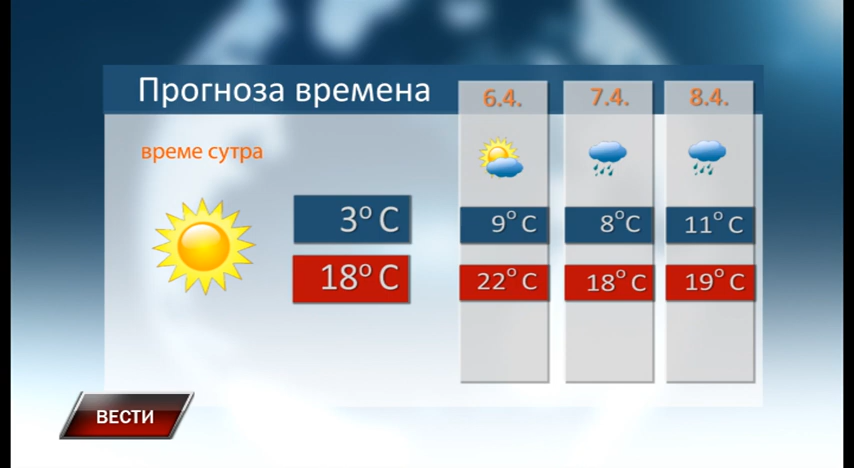 Прогноза времена
6.4. 7.4. 8.4.
време сутра
3° C 9° C 8°C 11° C
18° C 22° C 18° C 19° C
ВЕСТИ